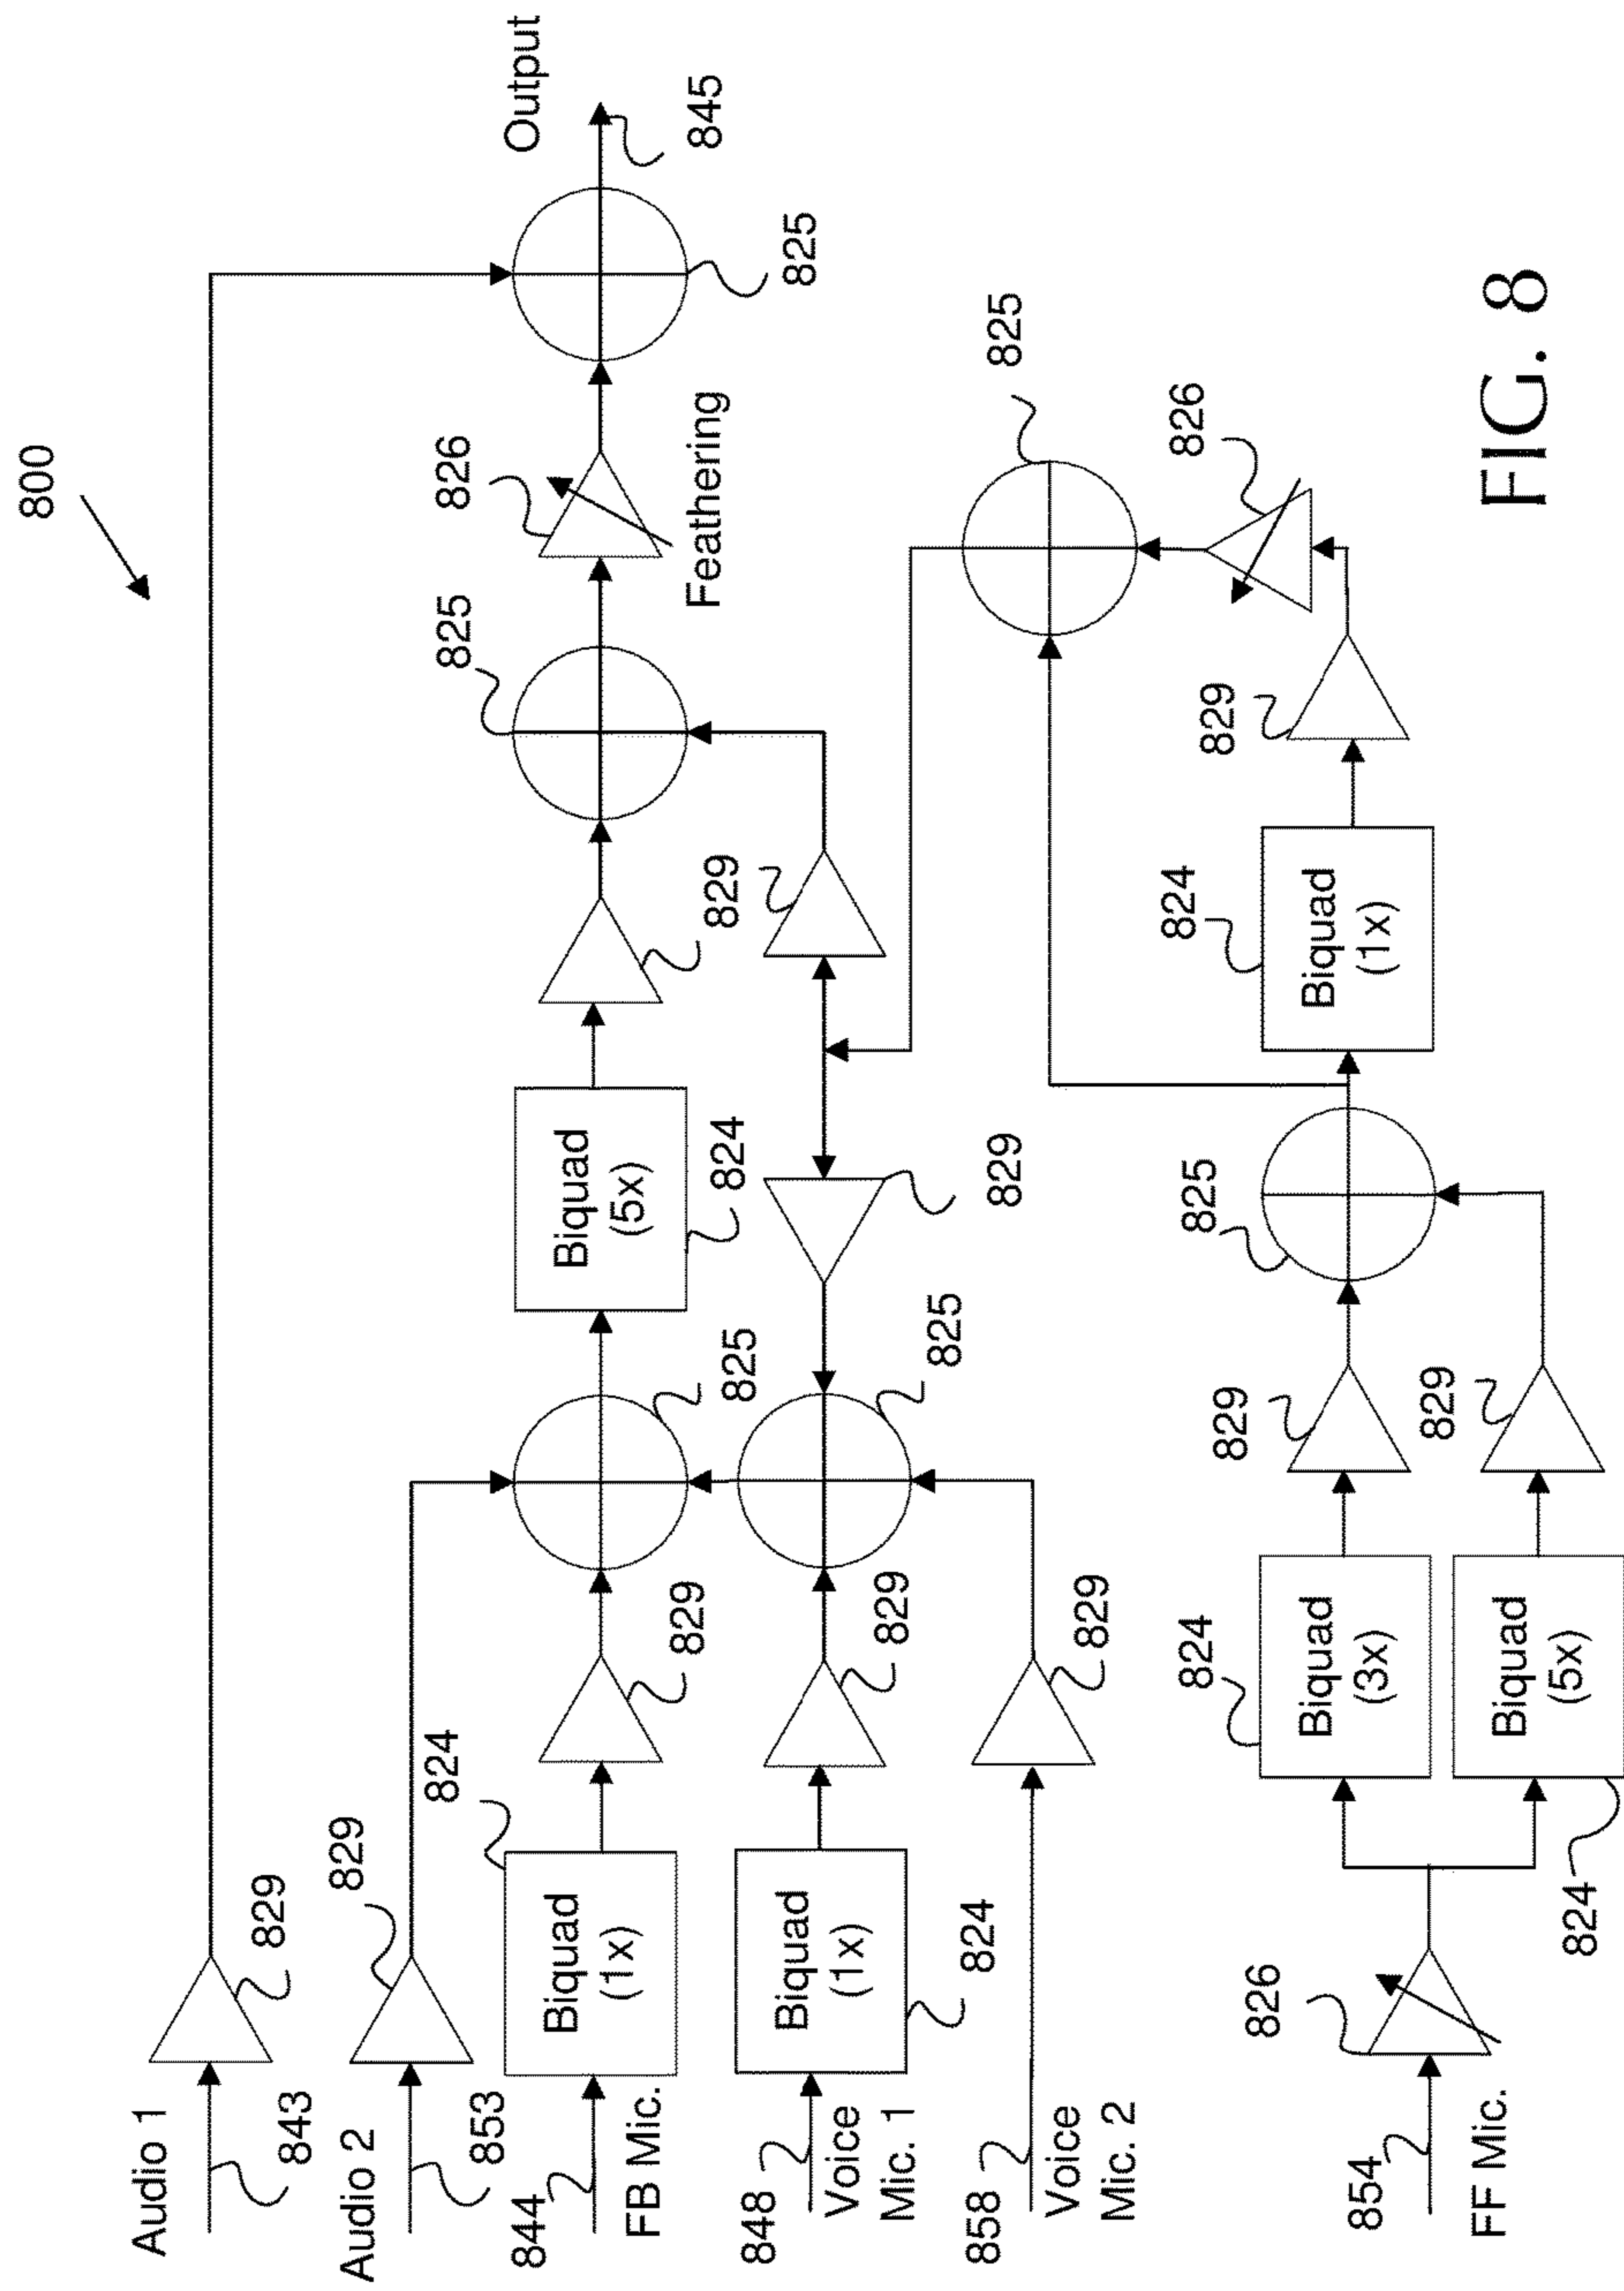 800
Audio 1
843
829
Audio 2
853
829
844
FB Mic.
Biquad
(1x)
824
829
825
Biquad
(5x)
824
829
825
826
Feathering
825
Output
845
848
Voice
Mic. 1
Biquad
(1x)
824
829
825
829
829
858
Voice
Mic. 2
829
854
FF Mic.
826
Biquad
(3x)
824
829
Biquad
(5x)
824
829
825
Biquad
(1x)
824
829
826
825
FIG. 8